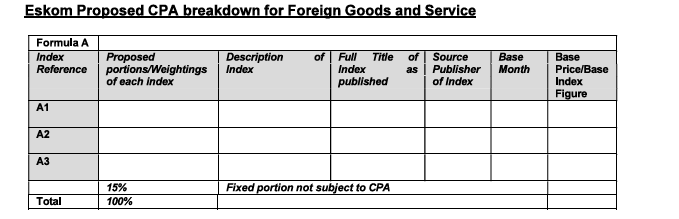 Eskom Proposed CPA breakdown for Foreign Goods and Service
Formula A
Index Reference | Proposed portions/Weightings of each index | Description of Index | Full Title of Index as published | Source Publisher of Index | Base Month | Base Price/Base Index Figure
A1
A2
A3
15% | Fixed portion not subject to CPA
Total | 100%